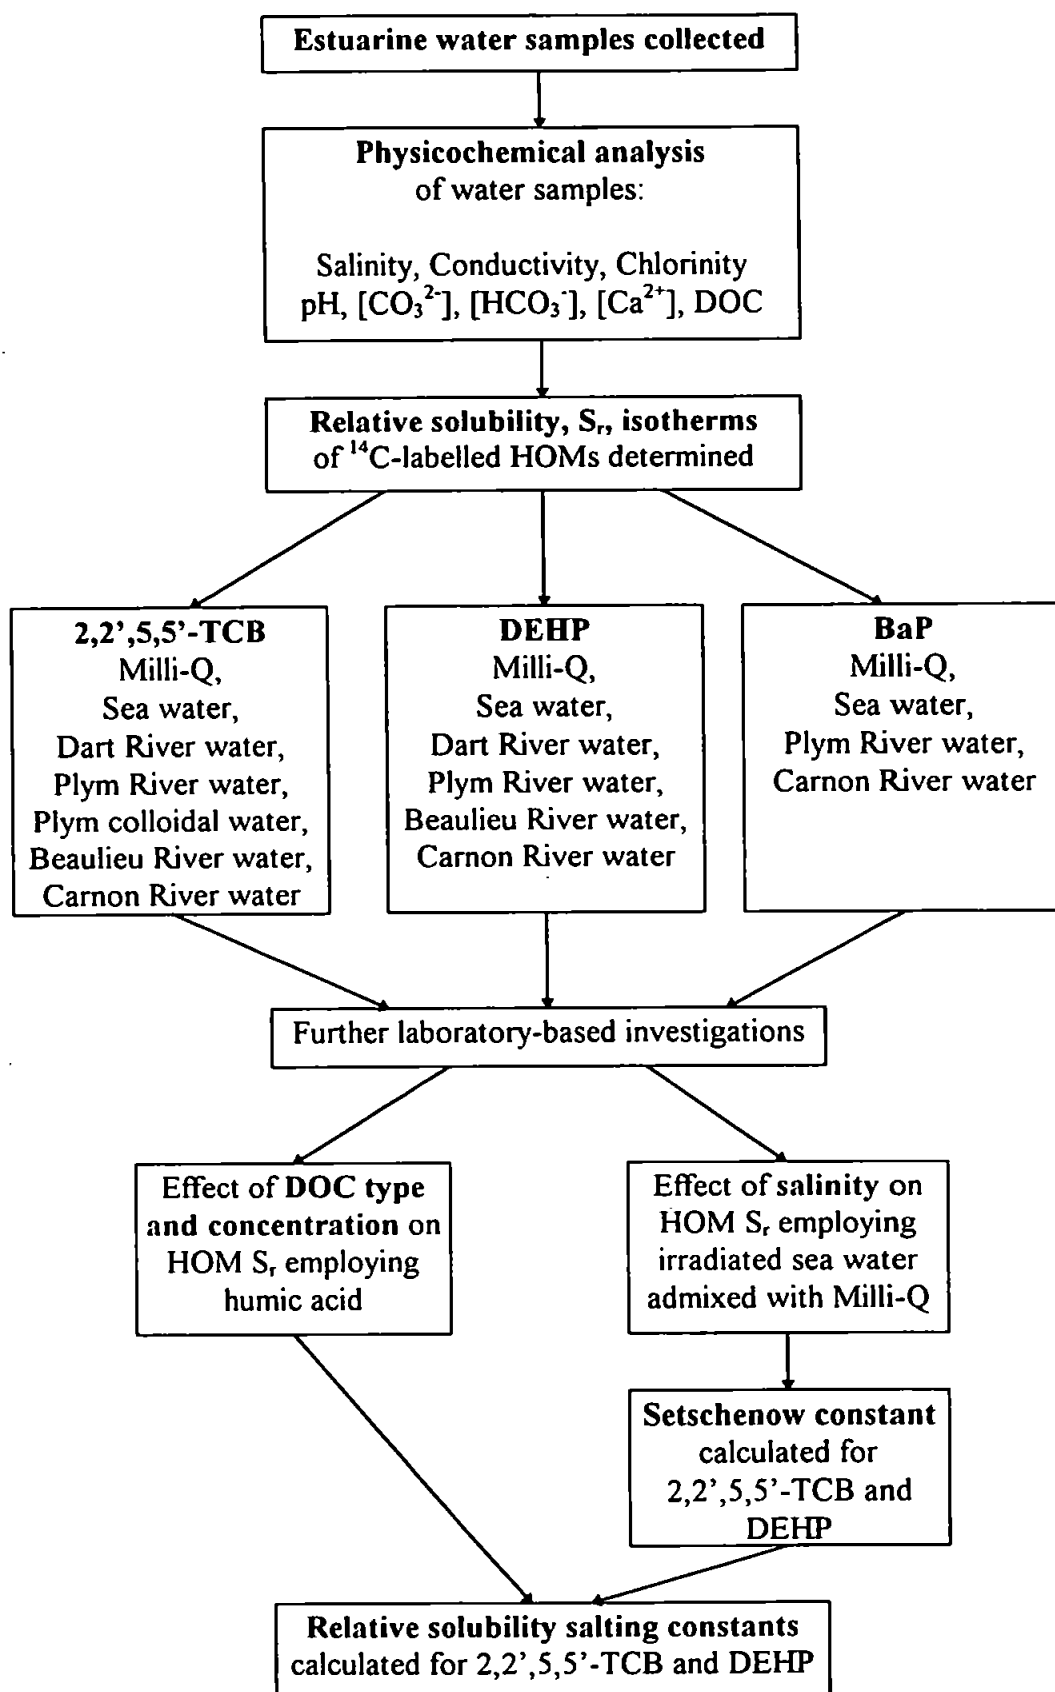 Estuarine water samples collected
Physicochemical analysis
of water samples:
Salinity, Conductivity, Chlorinity
pH, [CO₃²⁻], [HCO₃⁻], [Ca²⁺], DOC
Relative solubility, Sᵣ, isotherms
of ¹⁴C-labelled HOMs determined
2,2’,5,5’-TCB
Milli-Q,
Sea water,
Dart River water,
Plym River water,
Plym colloidal water,
Beaulieu River water,
Carnon River water
DEHP
Milli-Q,
Sea water,
Dart River water,
Plym River water,
Beaulieu River water,
Carnon River water
BaP
Milli-Q,
Sea water,
Plym River water,
Carnon River water
Further laboratory-based investigations
Effect of DOC type
and concentration on
HOM Sᵣ employing
humic acid
Effect of salinity on
HOM Sᵣ employing
irradiated sea water
admixed with Milli-Q
Setschenow constant
calculated for
2,2’,5,5’-TCB and
DEHP
Relative solubility salting constants
calculated for 2,2’,5,5’-TCB and DEHP